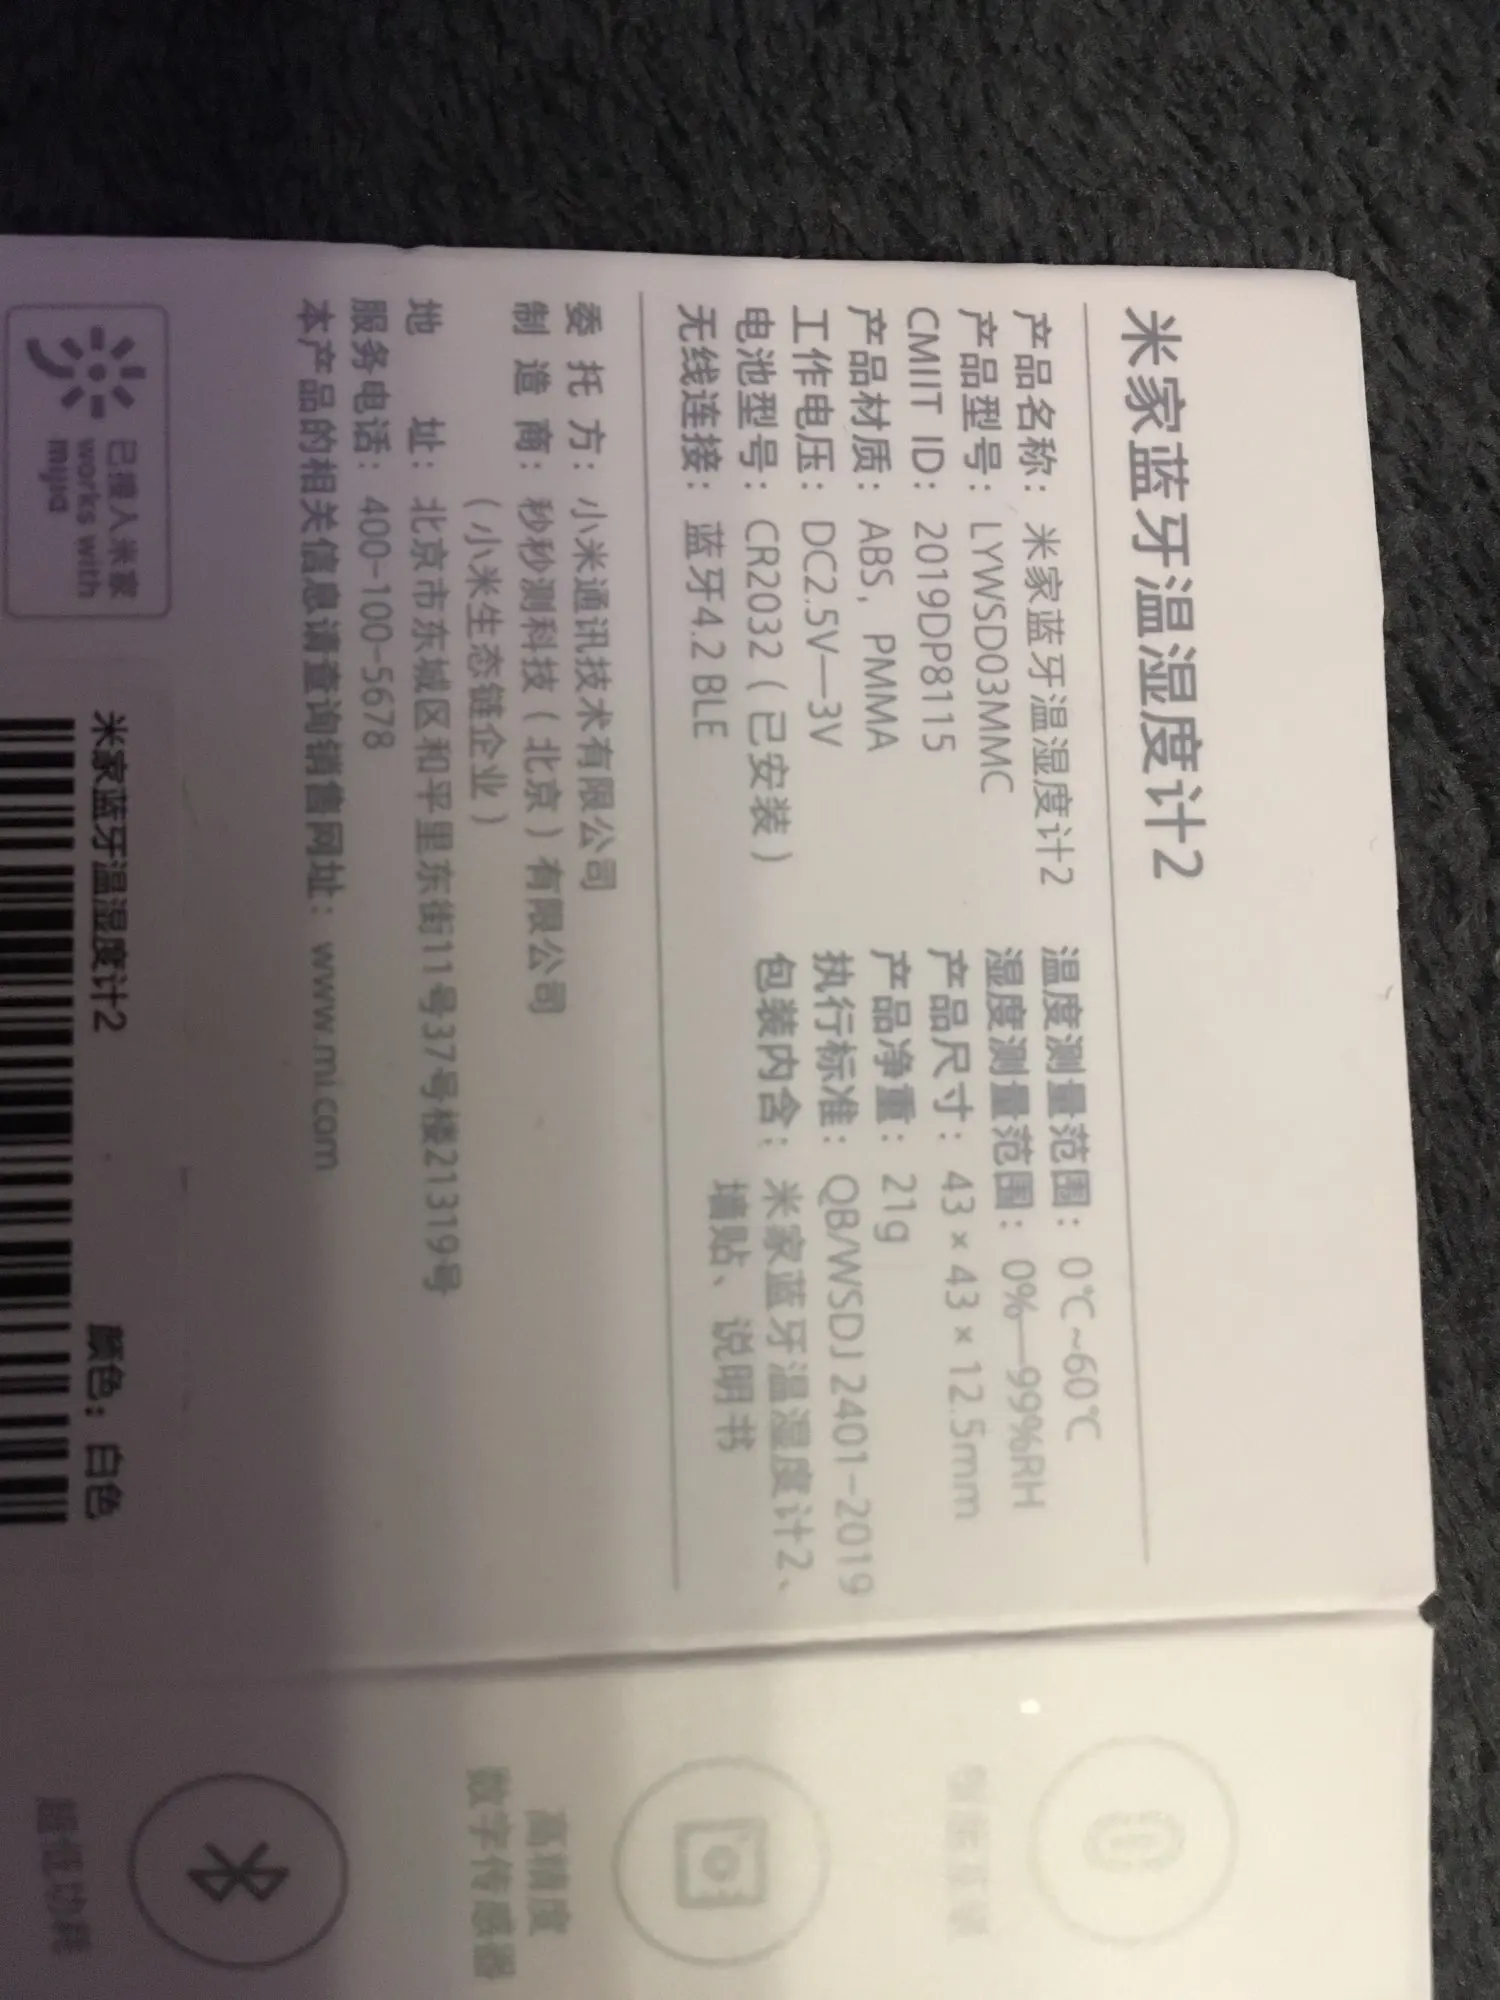 米家蓝牙温湿度计2
产品名称：米家蓝牙温湿度计2
产品型号：LYWSD03MMC
CMIIT ID：2019DP8115
产品材质：ABS，PMMA
工作电压：DC2.5V—3V
电池型号：CR2032（已安装）
无线连接：蓝牙4.2 BLE
温度测量范围：0℃~60℃
湿度测量范围：0%—99%RH
产品尺寸：43×43×12.5mm
产品净重：21g
执行标准：QB/WSDJ 2401-2019
包装内含：米家蓝牙温湿度计2、
墙贴、说明书
委托方：小米通讯技术有限公司
制造商：秒秒测科技（北京）有限公司
（小米生态链企业）
地址：北京市东城区和平里东街11号37号楼21319号
服务电话：400-100-5678
本产品的相关信息请查询销售网址：www.mi.com
已接入米家
works with
mijia
米家蓝牙温湿度计2
颜色：白色
高精度
数字传感器
超低功耗